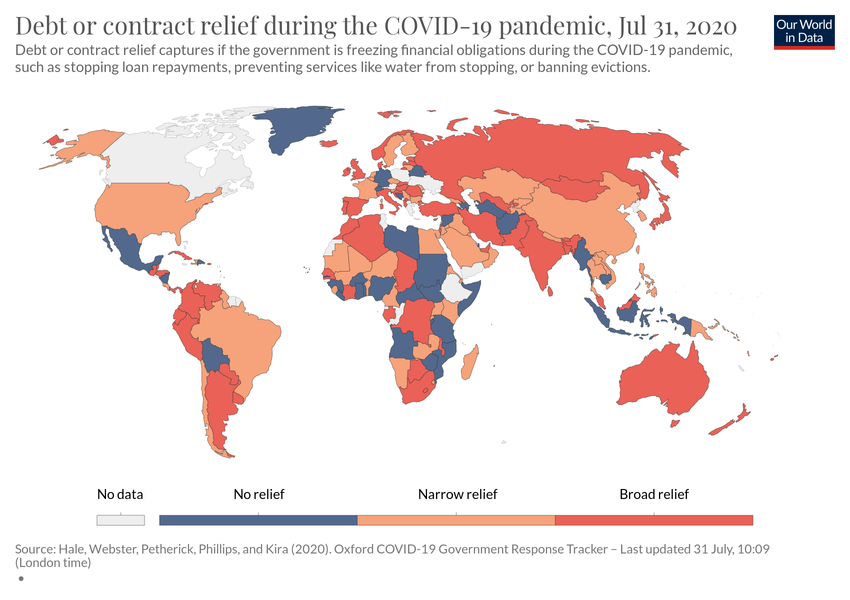 Debt or contract relief during the COVID-19 pandemic, Jul 31, 2020
Our World
in Data
Debt or contract relief captures if the government is freezing financial obligations during the COVID-19 pandemic,
such as stopping loan repayments, preventing services like water from stopping, or banning evictions.
No data
No relief
Narrow relief
Broad relief
Source: Hale, Webster, Petherick, Phillips, and Kira (2020). Oxford COVID-19 Government Response Tracker – Last updated 31 July, 10:09
(London time)